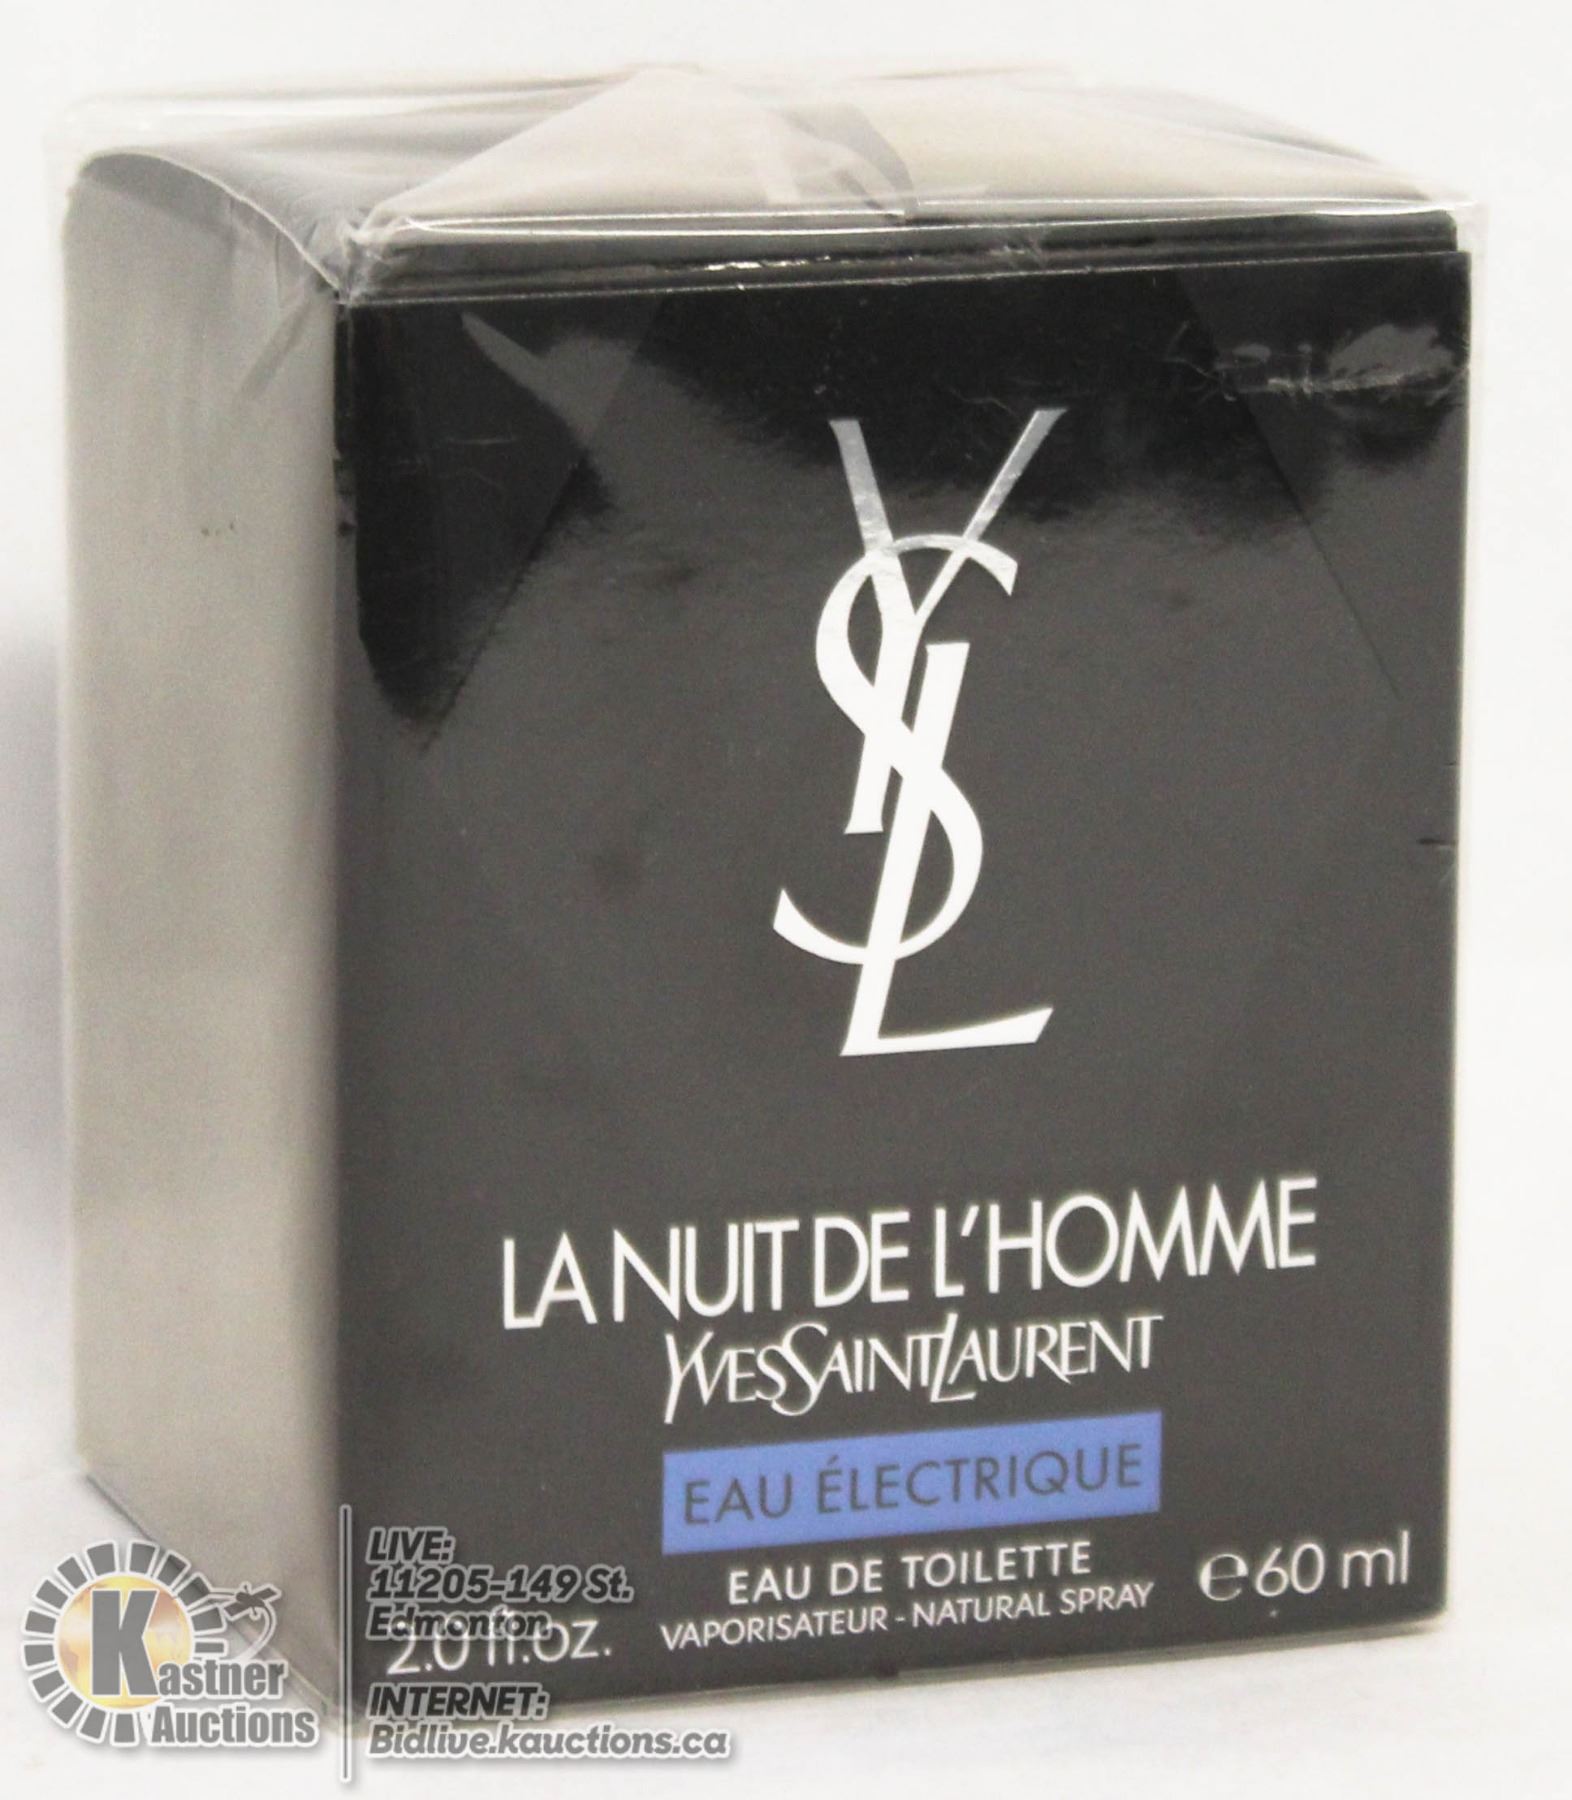 YSL
LA NUIT DE L'HOMME
YVESSAINTLAURENT
EAU ÉLECTRIQUE
EAU DE TOILETTE
VAPORISATEUR - NATURAL SPRAY
℮60 ml
2.0 fl.oz.
K
Kastner
Auctions
LIVE:
11205-149 St.
Edmonton
INTERNET:
Bidlive.kauctions.ca